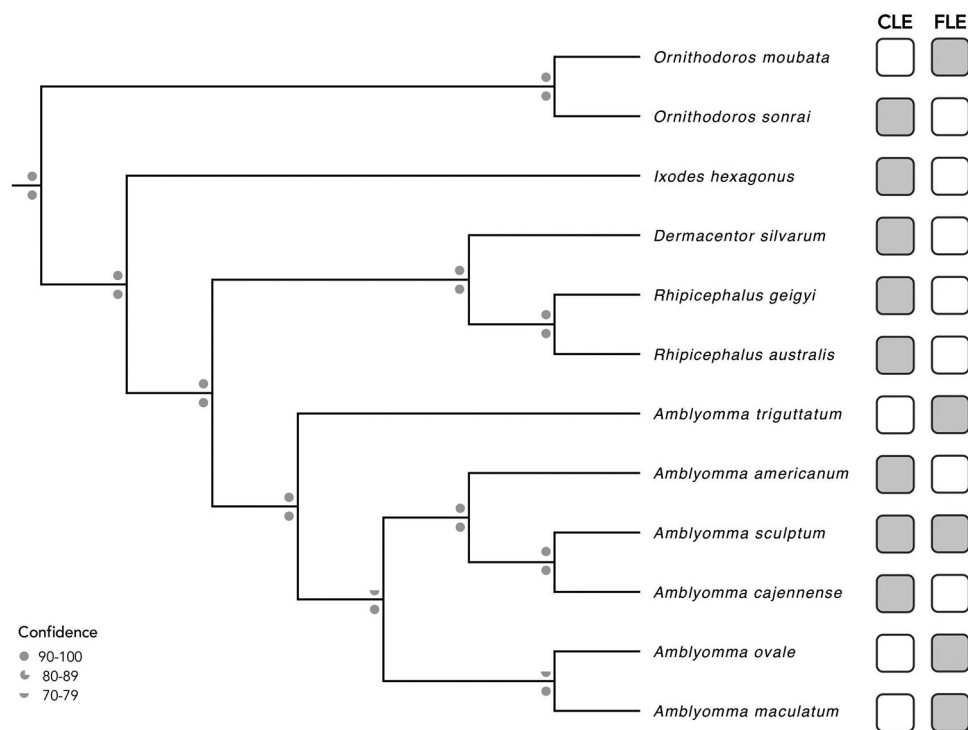 CLE FLE
Ornithodoros moubata
Ornithodoros sonrai
Ixodes hexagonus
Dermacentor silvarum
Rhipicephalus geigyi
Rhipicephalus australis
Amblyomma triguttatum
Amblyomma americanum
Amblyomma sculptum
Amblyomma cajennense
Amblyomma ovale
Amblyomma maculatum
Confidence
90-100
80-89
70-79